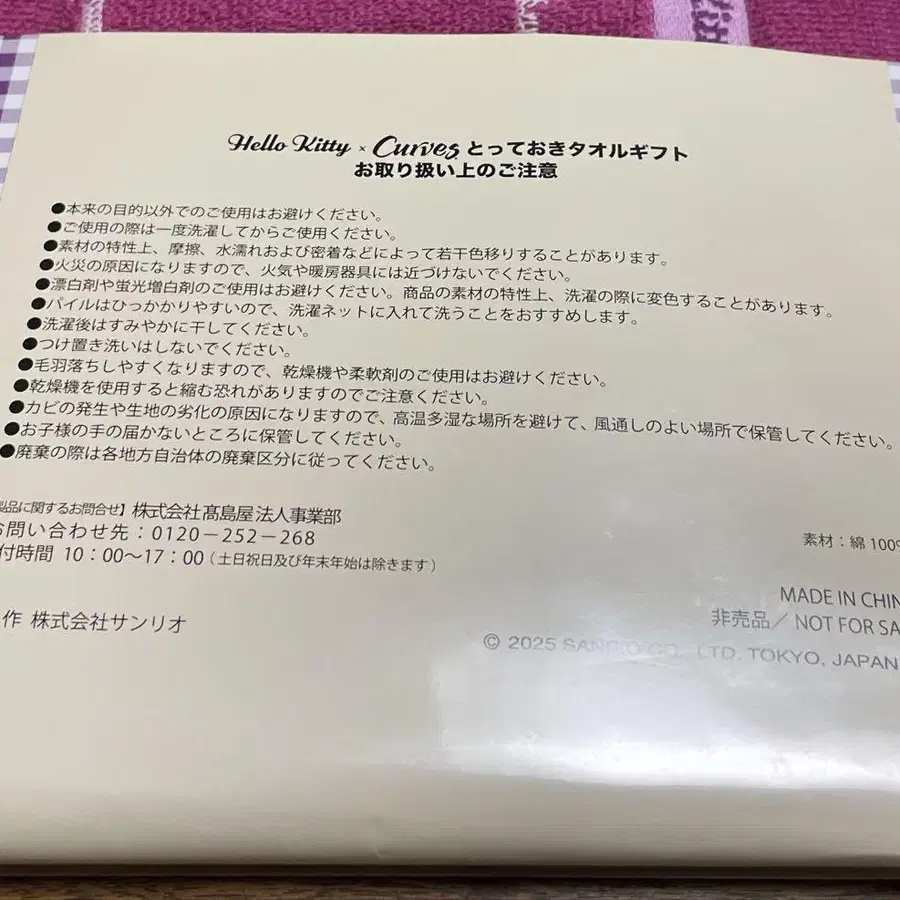 Hello Kitty × Curves とっておきタオルギフト
お取り扱い上のご注意
●本来の目的以外でのご使用はお避けください。
●ご使用の際は一度洗濯してからご使用ください。
●素材の特性上、摩擦、水濡れおよび密着などによって若干色移りすることがあります。
●火災の原因になりますので、火気や暖房器具には近づけないでください。
●漂白剤や蛍光増白剤のご使用はお避けください。商品の素材の特性上、洗濯の際に変色することがあります。
●パイルはひっかかりやすいので、洗濯ネットに入れて洗うことをおすすめします。
●洗濯後はすみやかに干してください。
●つけ置き洗いはしないでください。
●毛羽落ちしやすくなりますので、乾燥機や柔軟剤のご使用はお避けください。
●乾燥機を使用すると縮む恐れがありますのでご注意ください。
●カビの発生や生地の劣化の原因になりますので、高温多湿な場所を避けて、風通しのよい場所で保管してください。
●お子様の手の届かないところに保管してください。
●廃棄の際は各地方自治体の廃棄区分に従ってください。
製品に関するお問合せ】株式会社髙島屋 法人事業部
お問い合わせ先：0120－252－268
付時間 10：00～17：00（土日祝日及び年末年始は除きます）
作 株式会社サンリオ
素材：綿 100%
MADE IN CHIN
非売品／ NOT FOR SA
© 2025 SANRIO CO., LTD. TOKYO, JAPAN